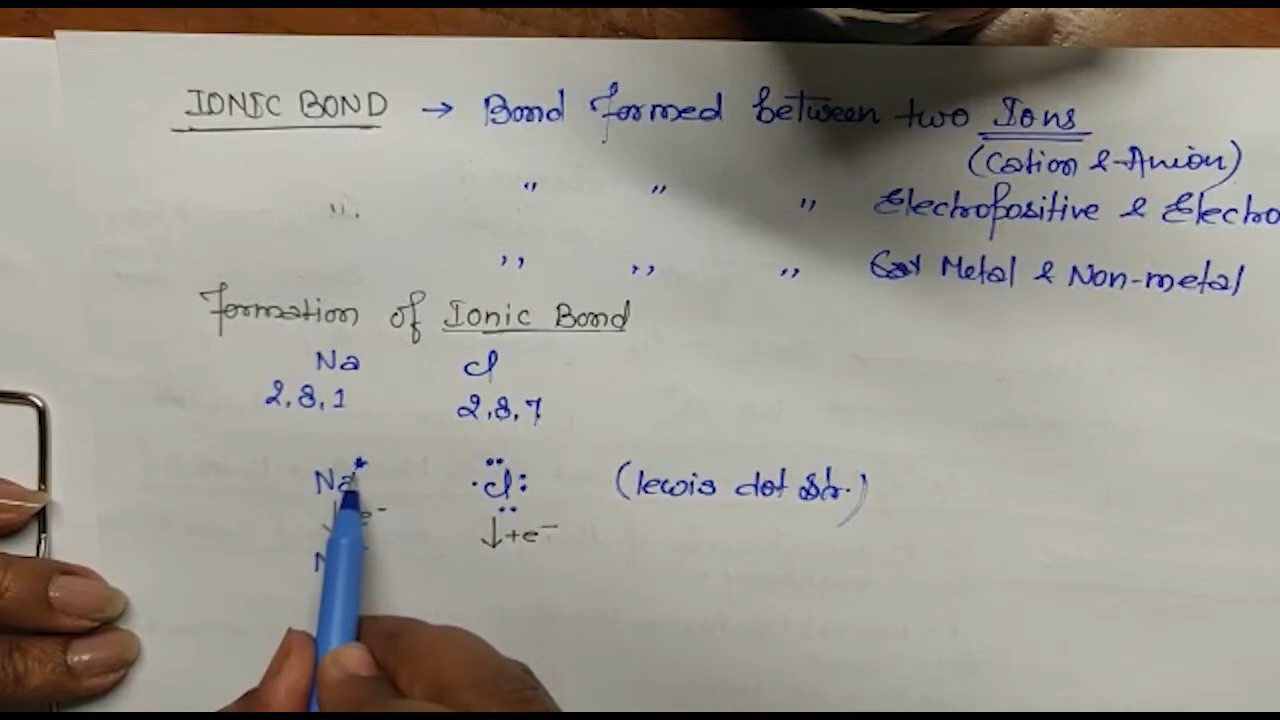 IONIC BOND → Bond formed between two Ions
(Cation & Anion)
" " " Electropositive & Electro
,, ,, ,, Metal & Non-metal
Formation of Ionic Bond
Na Cl
2,8,1 2,8,7
Na Cl (lewis dot str.)
↓ e⁻ ↓+e⁻